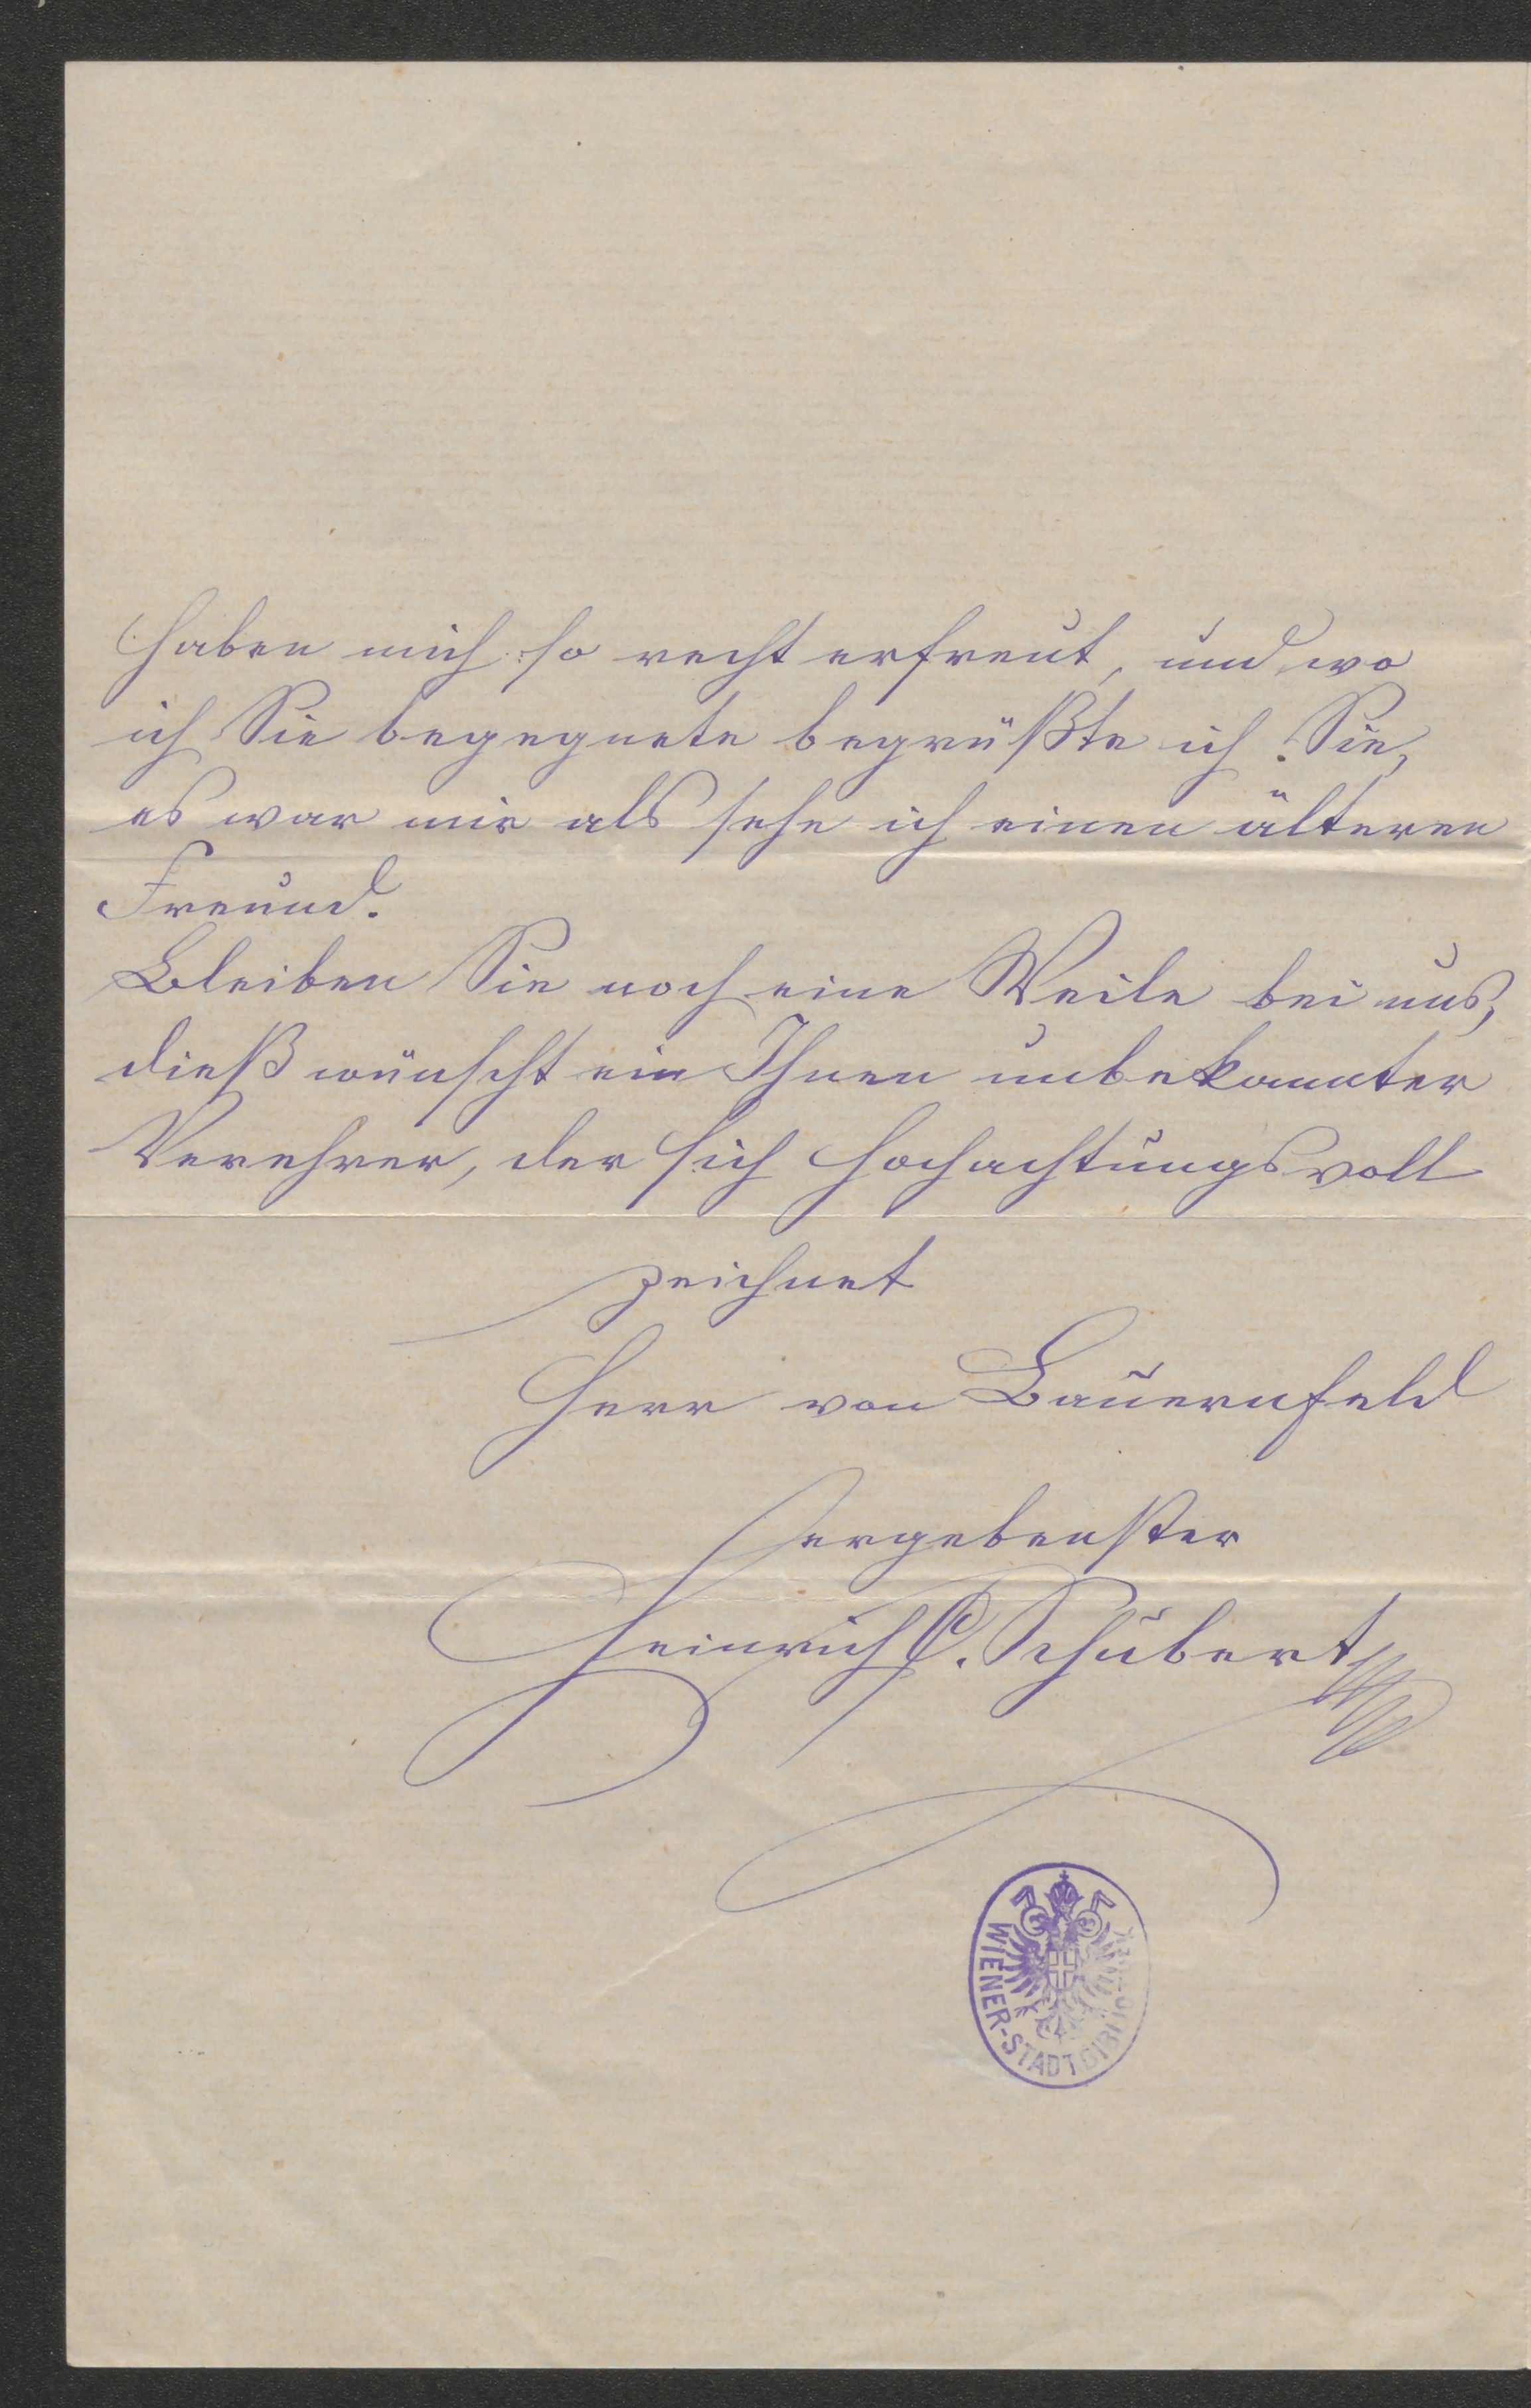 haben mich so recht erfreut, und wo
ich Sie begegnete begrüßte ich Sie,
es war mir als sehe ich einen älteren
Freund.
Bleiben Sie noch eine Weile bei uns,
dieß wünscht ein Ihnen unbekannter
Verehrer, der sich hochachtungsvoll
zeichnet
Herr von Bauernfeld
ergebenster
Heinrich C. Schubert
WIENER-STADTBIBLIOTHEK